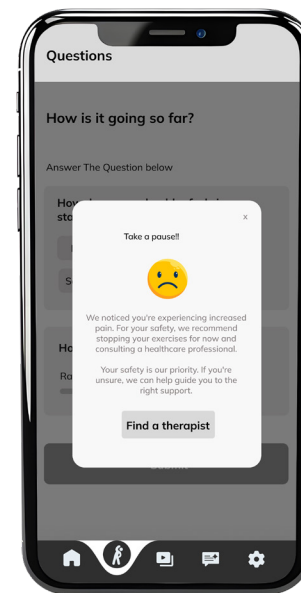 Questions
How is it going so far?
Answer The Question below
x
Take a pause!!
We noticed you're experiencing increased
pain. For your safety, we recommend
stopping your exercises for now and
consulting a healthcare professional.
Your safety is our priority. If you're
unsure, we can help guide you to the
right support.
Find a therapist